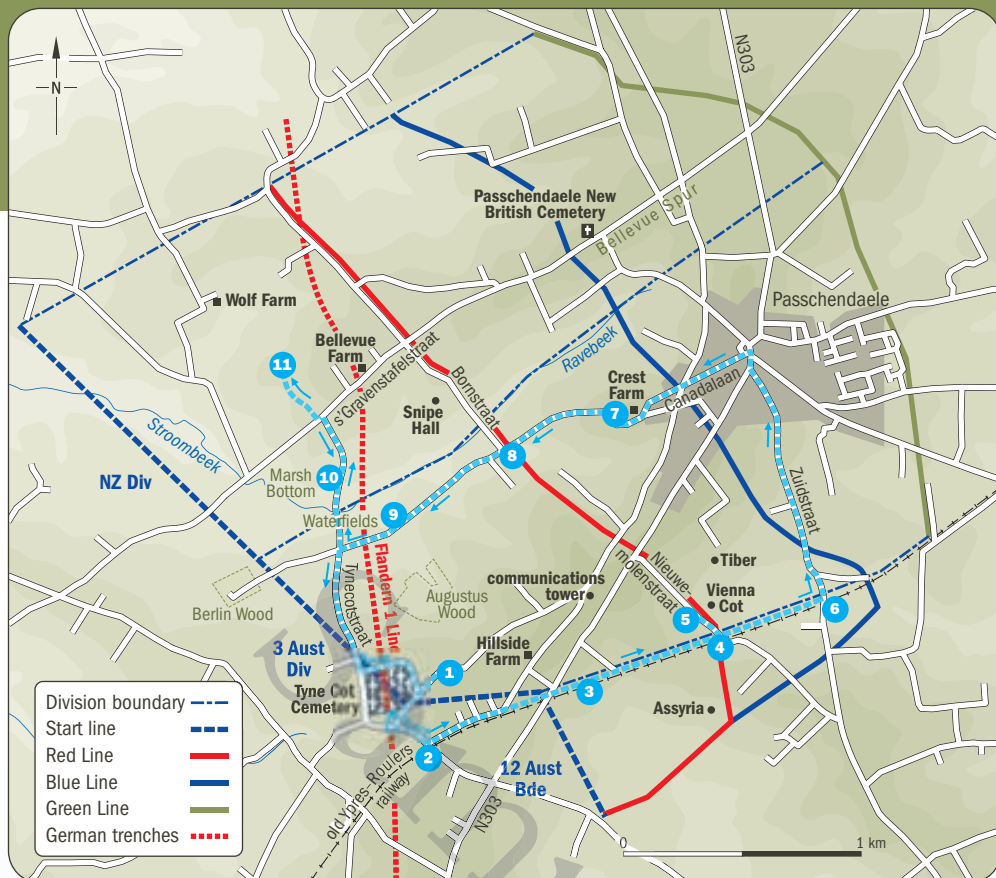 N303
N
Passchendaele New
British Cemetery
Bellevue Spur
Passchendaele
Wolf Farm
Bellevue
Farm
Ravebeek
11
s'Gravenstafelstraat
Bornstraat
Crest
Farm
Canadalaan
7
Snipe
Hall
Stroombeek
8
NZ Div
Marsh
Bottom
10
Zuidstraat
9
Waterfields
Flandern 1 Line
Tynecotstraat
Nieuwe-
molenstraat
Tiber
communications
tower
Augustus
Wood
Vienna
Cot
Berlin Wood
5
6
3 Aust
Div
Hillside
Farm
4
1
Tyne Cot
Cemetery
3
Assyria
Division boundary
Start line
Red Line
Blue Line
Green Line
German trenches
2
12 Aust
Bde
old Ypres-Roulers
railway
N303
0
1 km